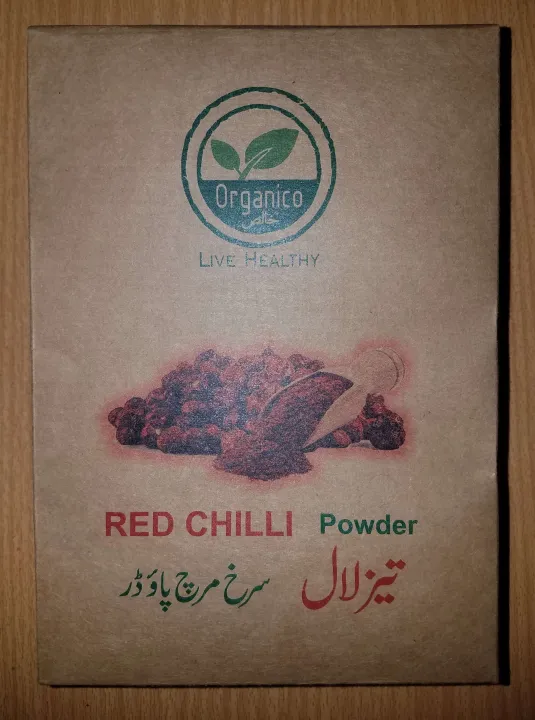 Organico
خالص
LIVE HEALTHY
RED CHILLI Powder
تیز لال سرخ مرچ پاؤڈر